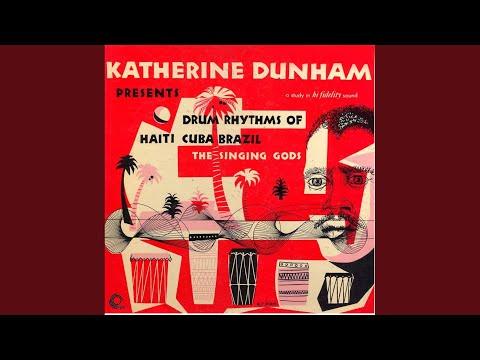 KATHERINE DUNHAM
PRESENTS
a study in hi fidelity sound
DRUM RHYTHMS OF
HAITI CUBA BRAZIL
THE SINGING GODS